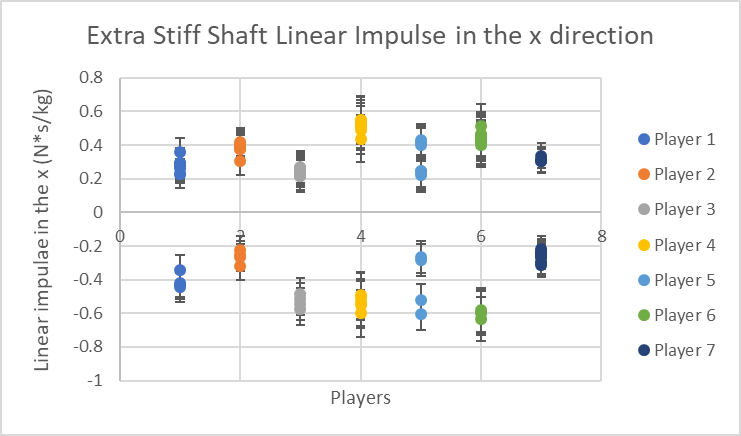 Extra Stiff Shaft Linear Impulse in the x direction
Linear impulae in the x (N*s/kg)
0.8
0.6
0.4
0.2
0
-0.2
-0.4
-0.6
-0.8
-1
0
2
4
6
8
Players
Player 1
Player 2
Player 3
Player 4
Player 5
Player 6
Player 7